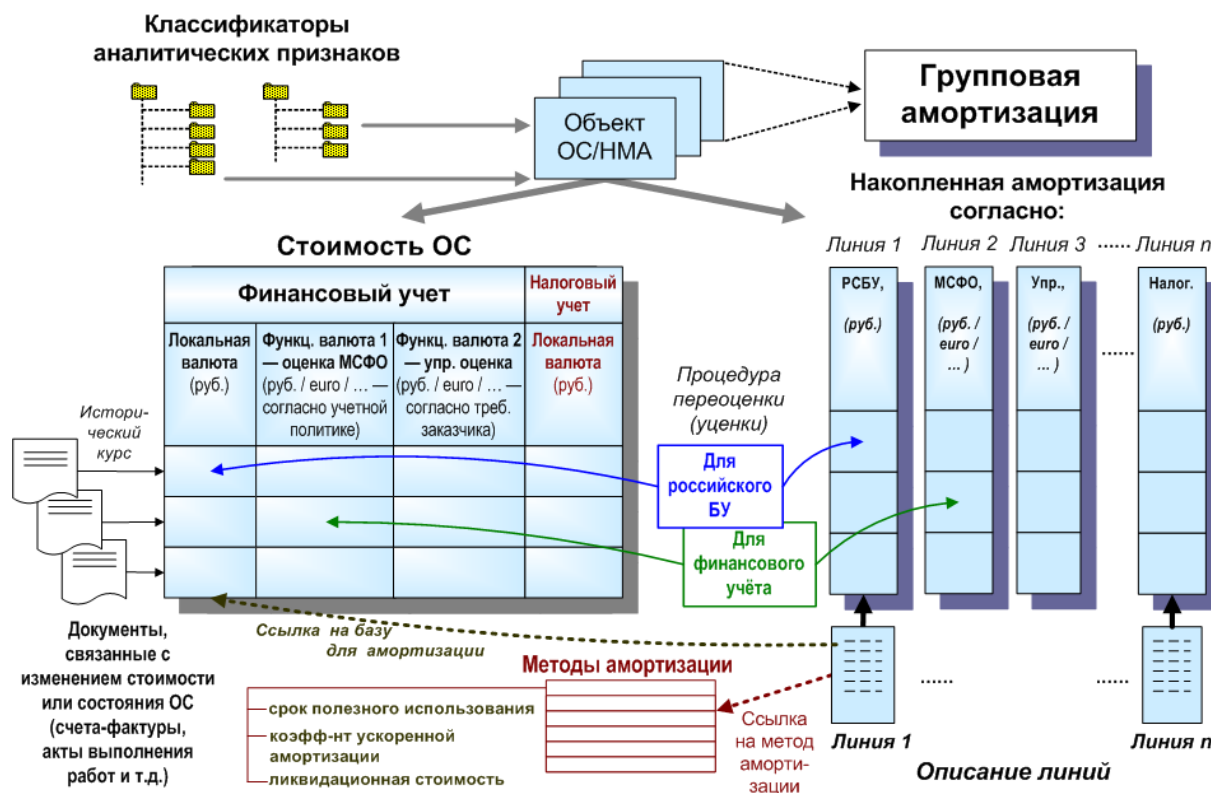 Классификаторы
аналитических признаков
Объект
ОС/НМА
Групповая
амортизация
Накопленная амортизация
согласно:
Линия 1
Линия 2
Линия 3
......
Линия n
Стоимость ОС
Финансовый учет
Налоговый
учет
Локальная
валюта
(руб.)
Функц. валюта 1
— оценка МСФО
(руб. / euro / … —
согласно учетной
политике)
Функц. валюта 2
— упр. оценка
(руб. / euro / … —
согласно треб.
заказчика)
Локальная
валюта
(руб.)
РСБУ,
(руб.)
МСФО,
(руб. /
euro /
... )
Упр.,
(руб. /
euro /
... )
......
Налог.
(руб.)
Истори-
ческий
курс
Процедура
переоценки
(уценки)
Для
российского
БУ
Для
финансового
учёта
Документы,
связанные с
изменением стоимости
или состояния ОС
(счета-фактуры,
акты выполнения
работ и т.д.)
Ссылка на базу
для амортизации
Методы амортизации
срок полезного использования
коэфф-нт ускоренной
амортизации
ликвидационная стоимость
Ссылка
на метод
аморти-
зации
......
......
Линия 1
Линия n
Описание линий